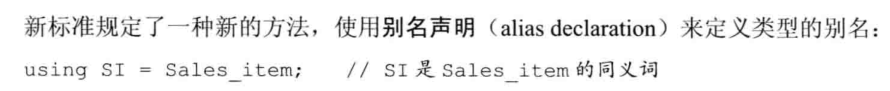 新标准规定了一种新的方法，使用别名声明（alias declaration）来定义类型的别名：
using SI = Sales_item;    // SI 是 Sales_item 的同义词